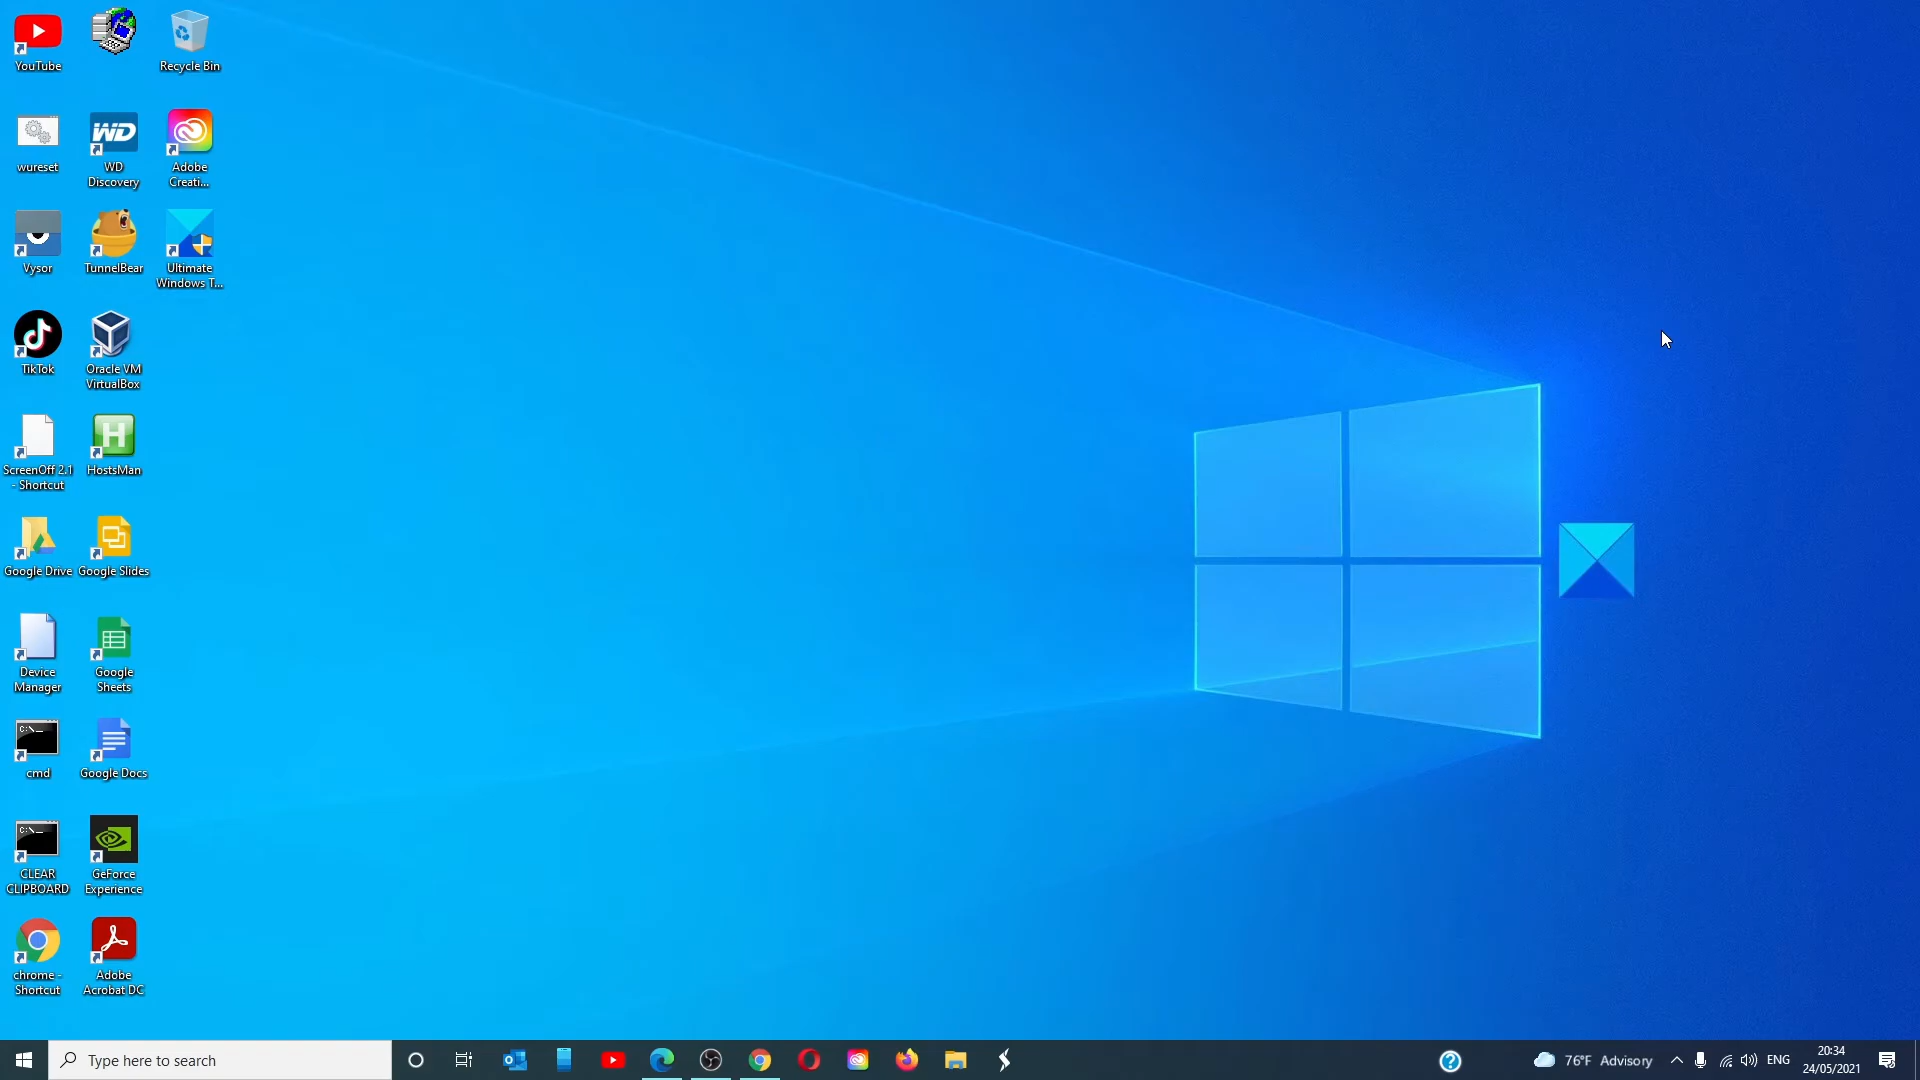 YouTube
Recycle Bin
wureset
WD
WD
Discovery
Adobe
Creati...
Vysor
TunnelBear
Ultimate
Windows T...
TikTok
Oracle VM
VirtualBox
ScreenOff 2.1
- Shortcut
H
HostsMan
Google Drive
Google Slides
Device
Manager
Google
Sheets
C:\_
cmd
Google Docs
C:\_
CLEAR
CLIPBOARD
GeForce
Experience
chrome -
Shortcut
Adobe
Acrobat DC
Type here to search
76°F Advisory
ENG
20:34
24/05/2021